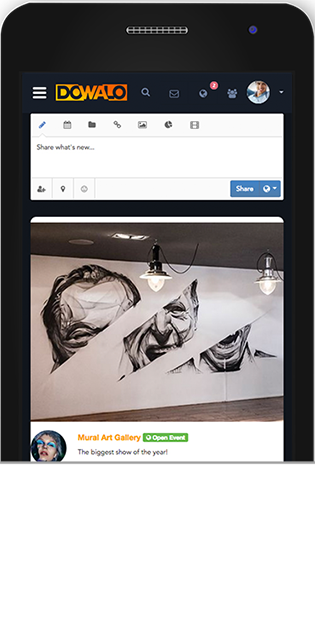 DOWALO
2
Share what's new...
Share
Mural Art Gallery Open Event
The biggest show of the year!